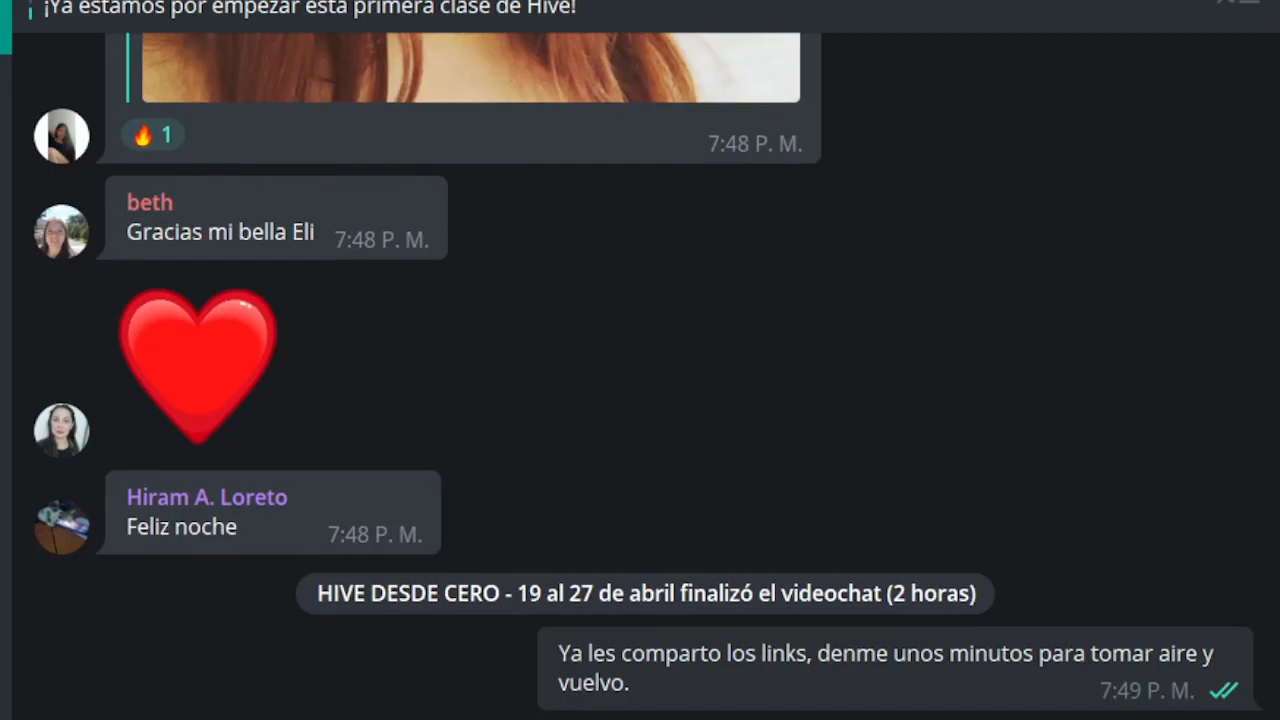 ¡Ya estamos por empezar esta primera clase de Hive!
1
7:48 P. M.
beth
Gracias mi bella Eli
7:48 P. M.
Hiram A. Loreto
Feliz noche
7:48 P. M.
HIVE DESDE CERO - 19 al 27 de abril finalizó el videochat (2 horas)
Ya les comparto los links, denme unos minutos para tomar aire y
vuelvo.
7:49 P. M.